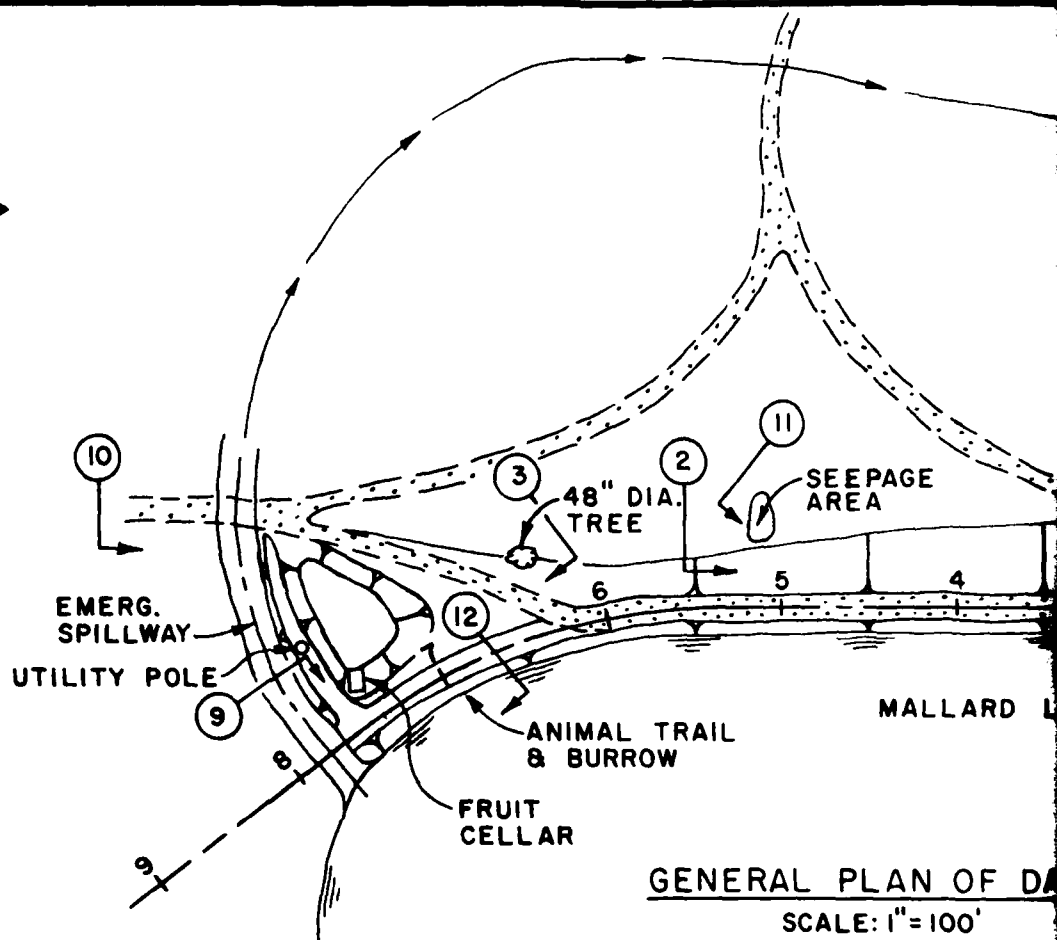 10
3
48" DIA.
TREE
2
11
SEEPAGE
AREA
EMERG.
SPILLWAY
UTILITY POLE
9
12
6
5
4
7
8
9
ANIMAL TRAIL
& BURROW
FRUIT
CELLAR
MALLARD
GENERAL PLAN OF
SCALE: 1"=100'